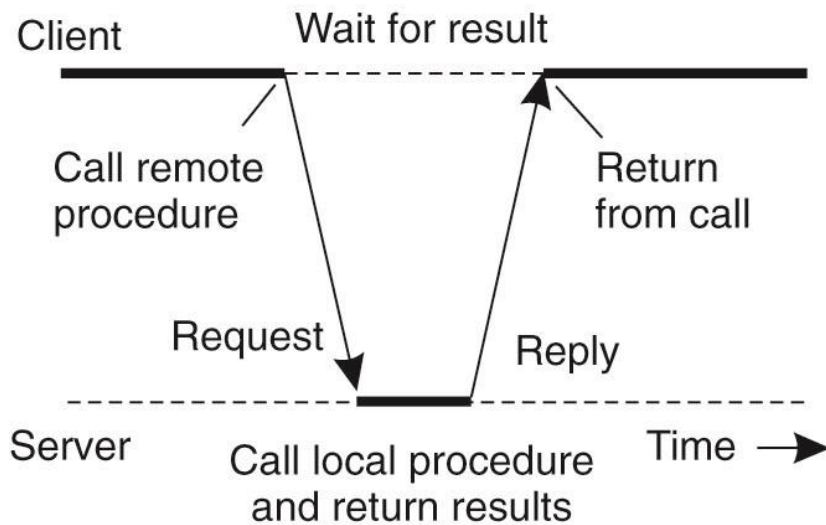 Client
Wait for result
Call remote
procedure
Return
from call
Request
Reply
Server
Call local procedure
and return results
Time